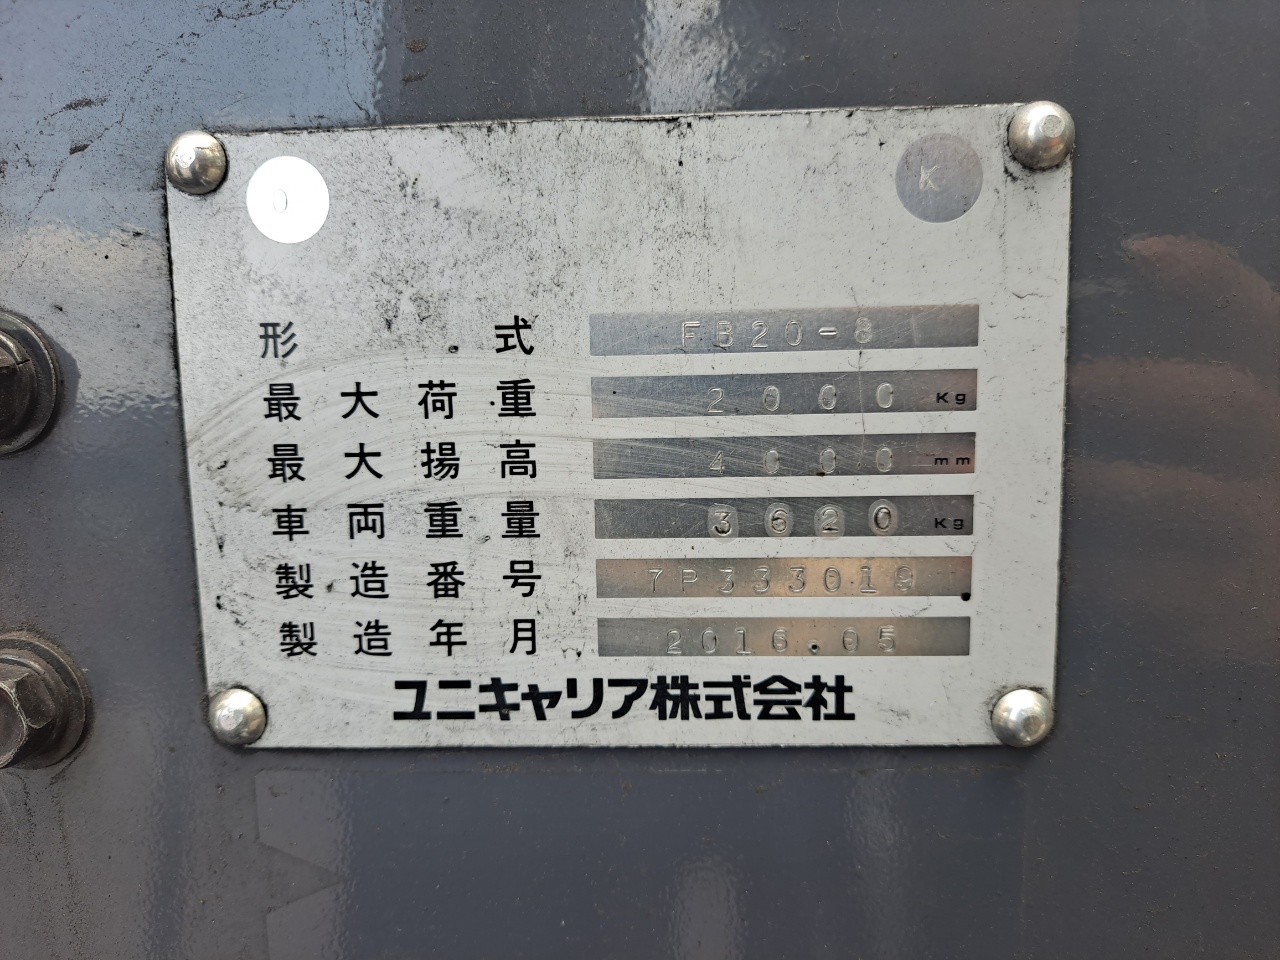 0 K
形式 FB20-8
最大荷重 2000 Kg
最大揚高 4000 mm
車両重量 3620 Kg
製造番号 7P333019
製造年月 2016.05
ユニキャリア株式会社